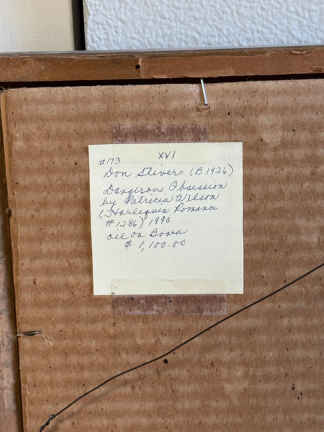 XVI
#173
Don Stivers (B.1926)
Dangerous Obsession
by Patricia Wilson
(Harlequin Romance
#1286) 1990
oil on Board
$1,100.00